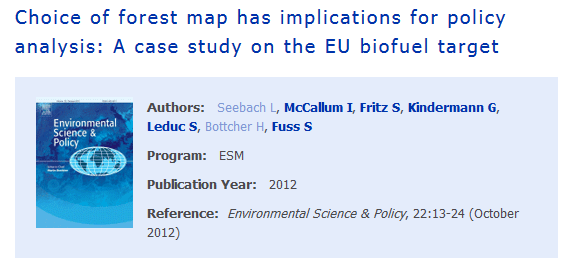 Choice of forest map has implications for policy
analysis: A case study on the EU biofuel target
Environmental
Science &
Policy
Authors: Seebach L, McCallum I, Fritz S, Kindermann G,
Leduc S, Bottcher H, Fuss S
Program: ESM
Publication Year: 2012
Reference: Environmental Science & Policy, 22:13-24 (October
2012)